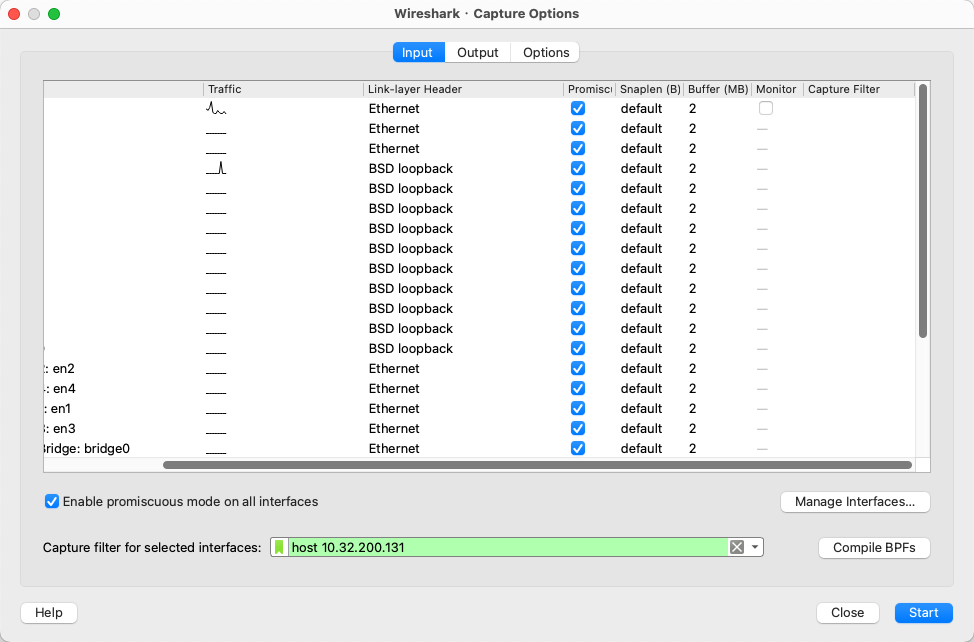 Wireshark · Capture Options
Input Output Options
Traffic Link-layer Header Promisc Snaplen (B) Buffer (MB) Monitor Capture Filter
Ethernet default 2
Ethernet default 2 —
Ethernet default 2 —
BSD loopback default 2 —
BSD loopback default 2 —
BSD loopback default 2 —
BSD loopback default 2 —
BSD loopback default 2 —
BSD loopback default 2 —
BSD loopback default 2 —
BSD loopback default 2 —
BSD loopback default 2 —
BSD loopback default 2 —
: en2 Ethernet default 2 —
: en4 Ethernet default 2 —
: en1 Ethernet default 2 —
: en3 Ethernet default 2 —
ridge: bridge0 Ethernet default 2 —
Enable promiscuous mode on all interfaces Manage Interfaces...
Capture filter for selected interfaces: host 10.32.200.131 Compile BPFs
Help Close Start